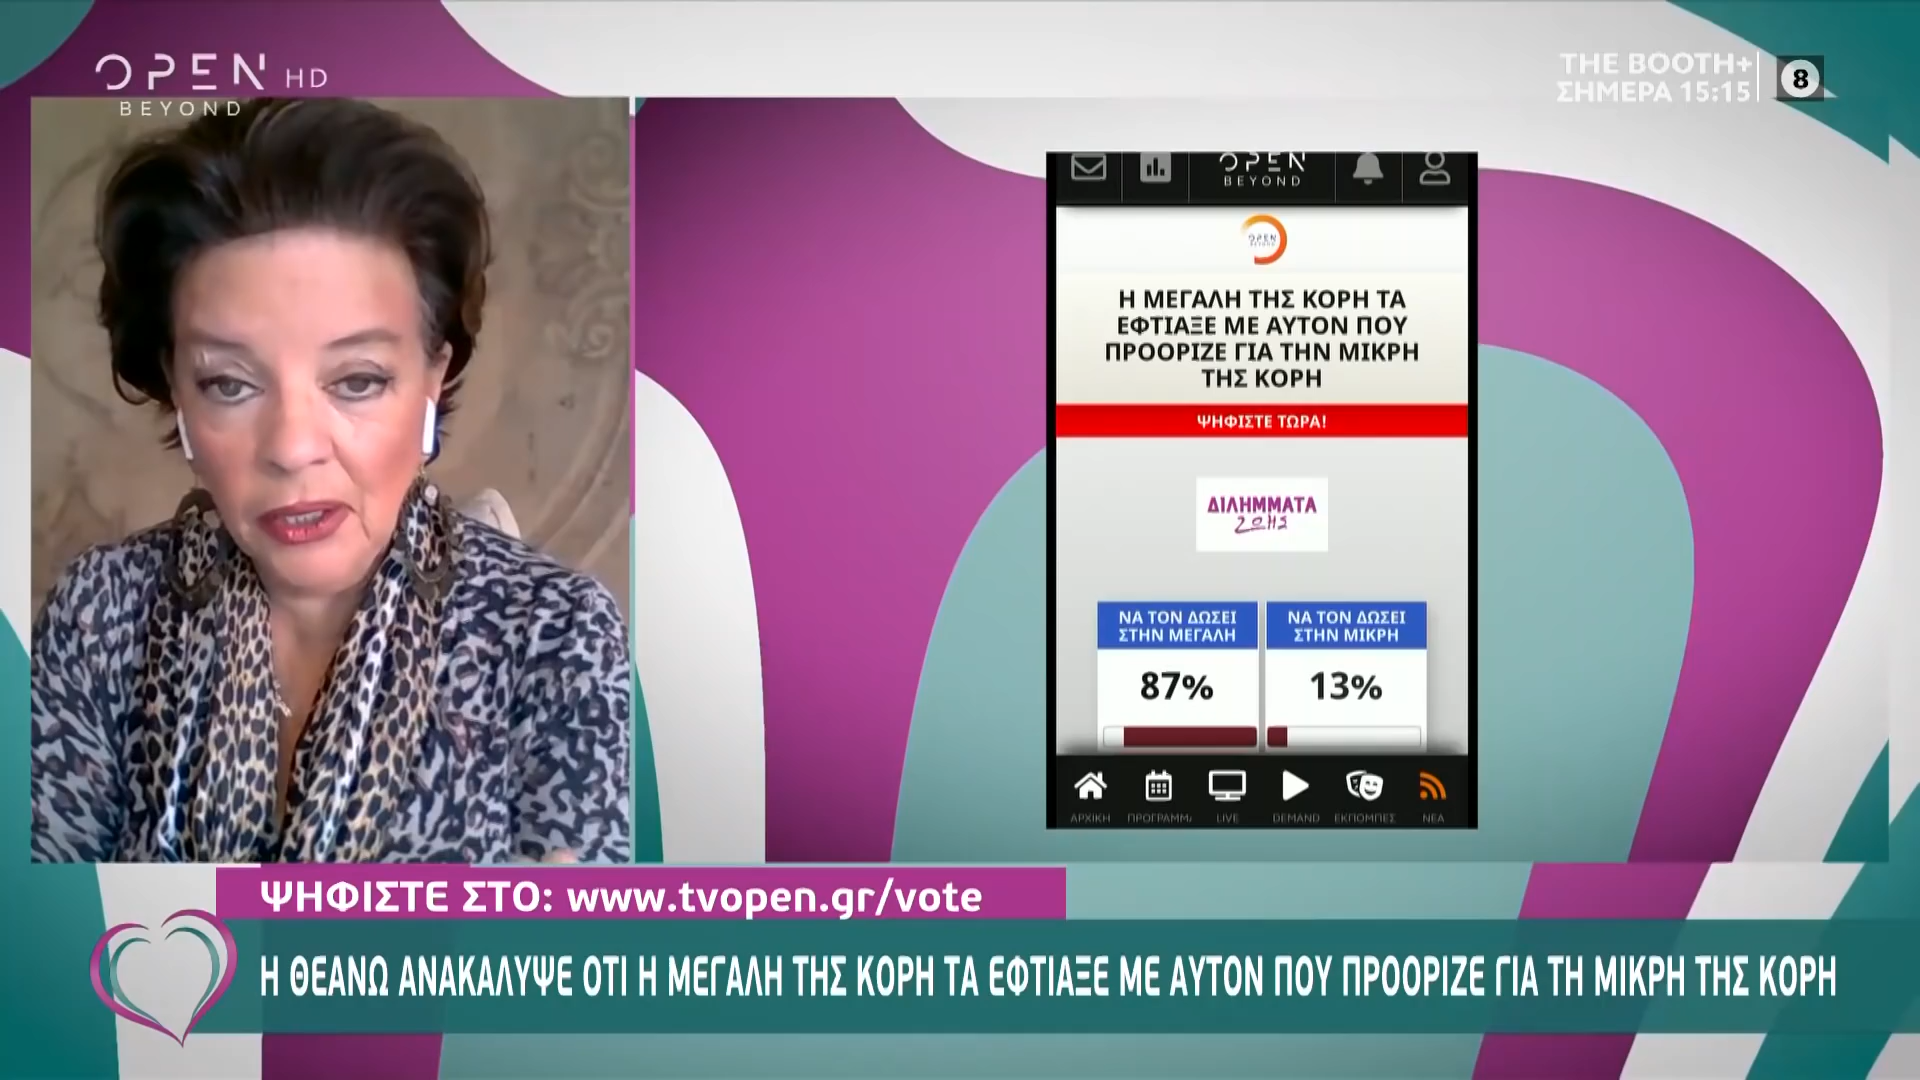 OPEN HD
BEYOND
THE BOOTH+
ΣΗΜΕΡΑ 15:15
8
OPEN
BEYOND
OPEN
BEYOND
Η ΜΕΓΑΛΗ ΤΗΣ ΚΟΡΗ ΤΑ
ΕΦΤΙΑΞΕ ΜΕ ΑΥΤΟΝ ΠΟΥ
ΠΡΟΟΡΙΖΕ ΓΙΑ ΤΗΝ ΜΙΚΡΗ
ΤΗΣ ΚΟΡΗ
ΨΗΦΙΣΤΕ ΤΩΡΑ!
ΔΙΛΗΜΜΑΤΑ
ΖΩΗΣ
ΝΑ ΤΟΝ ΔΩΣΕΙ
ΣΤΗΝ ΜΕΓΑΛΗ
ΝΑ ΤΟΝ ΔΩΣΕΙ
ΣΤΗΝ ΜΙΚΡΗ
87%
13%
ΑΡΧΙΚΗ ΠΡΟΓΡΑΜΜΑ LIVE DEMAND ΕΚΠΟΜΠΕΣ ΝΕΑ
ΨΗΦΙΣΤΕ ΣΤΟ: www.tvopen.gr/vote
Η ΘΕΑΝΩ ΑΝΑΚΑΛΥΨΕ ΟΤΙ Η ΜΕΓΑΛΗ ΤΗΣ ΚΟΡΗ ΤΑ ΕΦΤΙΑΞΕ ΜΕ ΑΥΤΟΝ ΠΟΥ ΠΡΟΟΡΙΖΕ ΓΙΑ ΤΗ ΜΙΚΡΗ ΤΗΣ ΚΟΡΗ